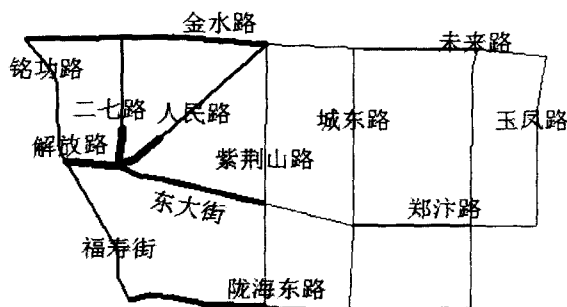 金水路
未来路
铭功路
二七路
人民路
城东路
玉凤路
解放路
紫荆山路
东大街
郑汴路
福寿街
陇海东路